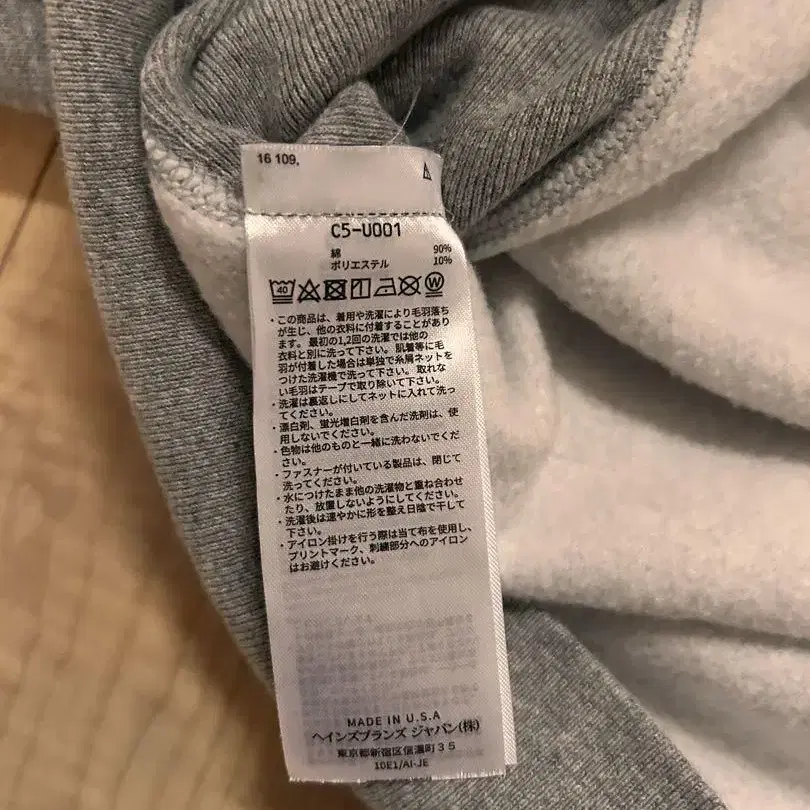 16 109,
C5-U001
綿 90%
ポリエステル 10%
40 W
・この商品は、着用や洗濯により毛羽落ち
が生じ、他の衣料に付着することがあり
ます。最初の1,2回の洗濯では他の
衣料と別に洗って下さい。肌着等に毛
羽が付着した場合は単独で糸屑ネットを
つけた洗濯機で洗って下さい。取れな
い毛羽はテープで取り除いて下さい。
・洗濯は裏返しにしてネットに入れて洗っ
てください。
・漂白剤、蛍光増白剤を含んだ洗剤は、使
用しないでください。
・色物は他のものと一緒に洗わないでくだ
さい。
・ファスナーが付いている製品は、閉じて
洗ってください。
・水につけたまま他の洗濯物と重ね合わせ
たり、放置しないようにしてください。
・洗濯後は速やかに形を整え日陰で干して
下さい。
・アイロン掛けを行う際は当て布を使用し、
プリントマーク、刺繍部分へのアイロン
はお避けください。
MADE IN U.S.A
ヘインズブランズ ジャパン(株)
東京都新宿区信濃町35
10E1/AI-JE